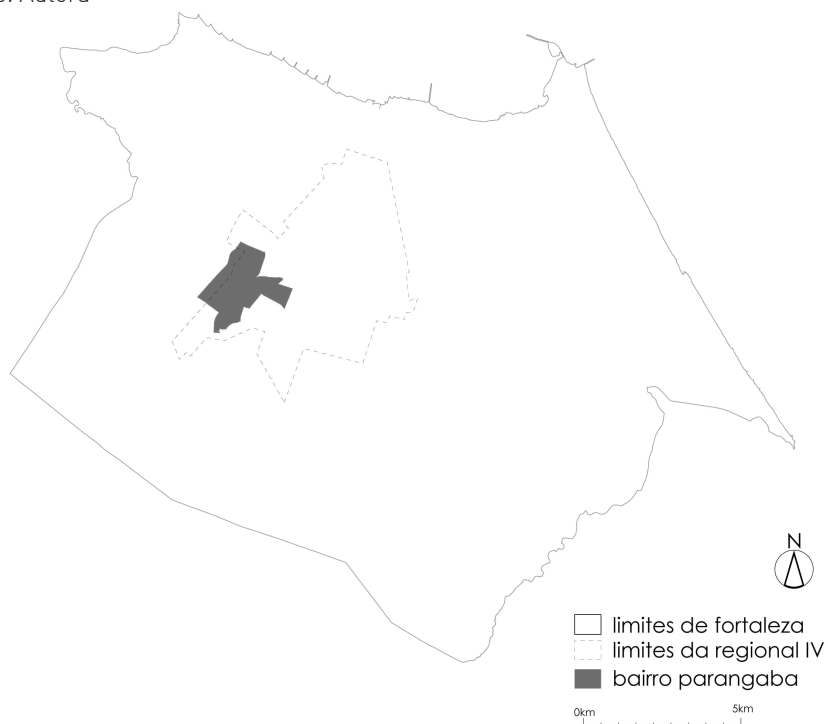 Autora
N
limites de fortaleza
limites da regional IV
bairro parangaba
0km 5km